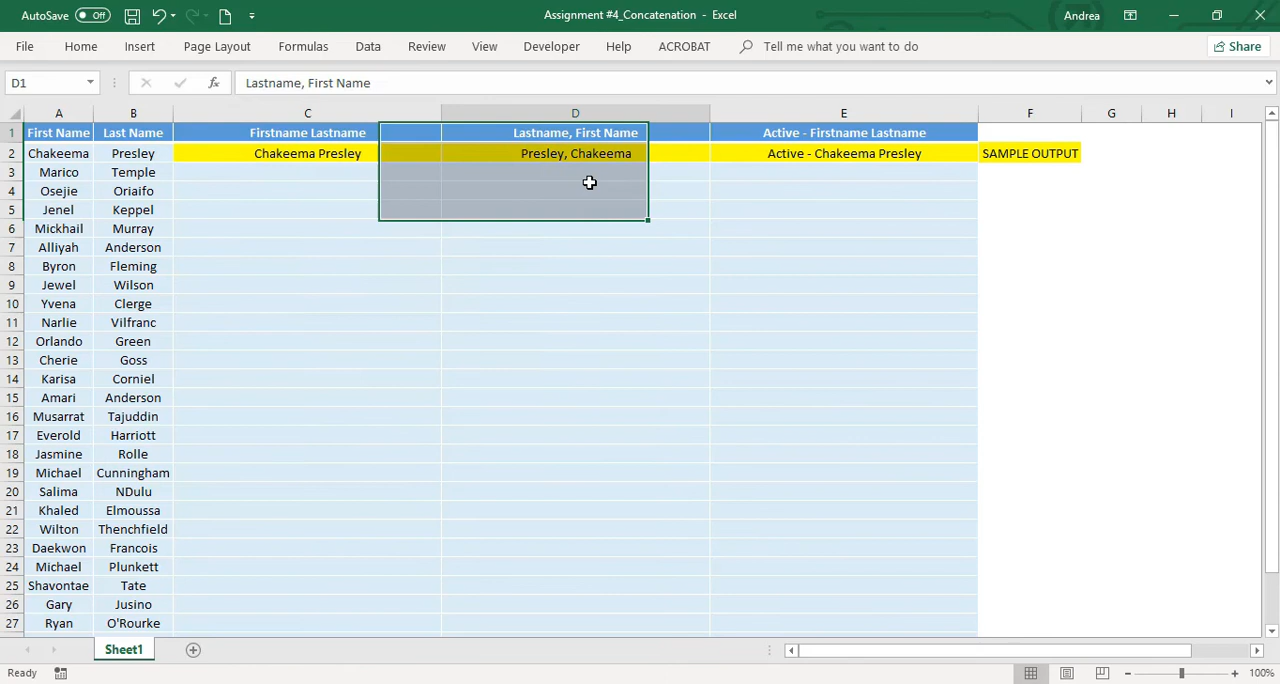 AutoSave Off Assignment #4_Concatenation - Excel Andrea
File Home Insert Page Layout Formulas Data Review View Developer Help ACROBAT Tell me what you want to do Share
D1 fx Lastname, First Name
A B C D E F G H I
1 First Name Last Name Firstname Lastname Lastname, First Name Active - Firstname Lastname
2 Chakeema Presley Chakeema Presley Presley, Chakeema Active - Chakeema Presley SAMPLE OUTPUT
3 Marico Temple
4 Osejie Oriaifo
5 Jenel Keppel
6 Mickhail Murray
7 Alliyah Anderson
8 Byron Fleming
9 Jewel Wilson
10 Yvena Clerge
11 Narlie Vilfranc
12 Orlando Green
13 Cherie Goss
14 Karisa Corniel
15 Amari Anderson
16 Musarrat Tajuddin
17 Everold Harriott
18 Jasmine Rolle
19 Michael Cunningham
20 Salima NDulu
21 Khaled Elmoussa
22 Wilton Thenchfield
23 Daekwon Francois
24 Michael Plunkett
25 Shavontae Tate
26 Gary Jusino
27 Ryan O'Rourke
Sheet1
Ready 100%